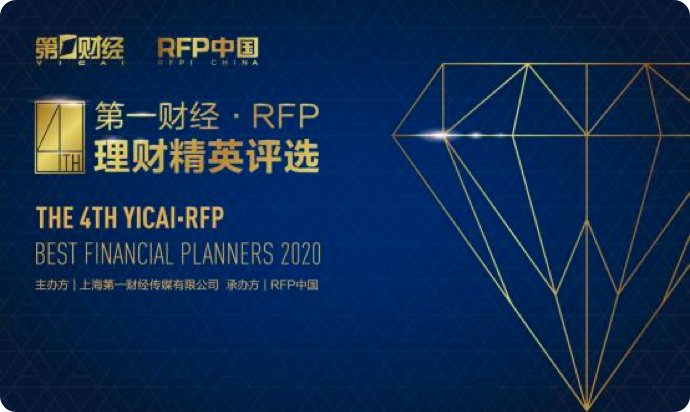 第一财经 RFP中国
YICAI RFPI CHINA
4TH
第一财经·RFP
理财精英评选
THE 4TH YICAI·RFP
BEST FINANCIAL PLANNERS 2020
主办方 | 上海第一财经传媒有限公司 承办方 | RFP中国